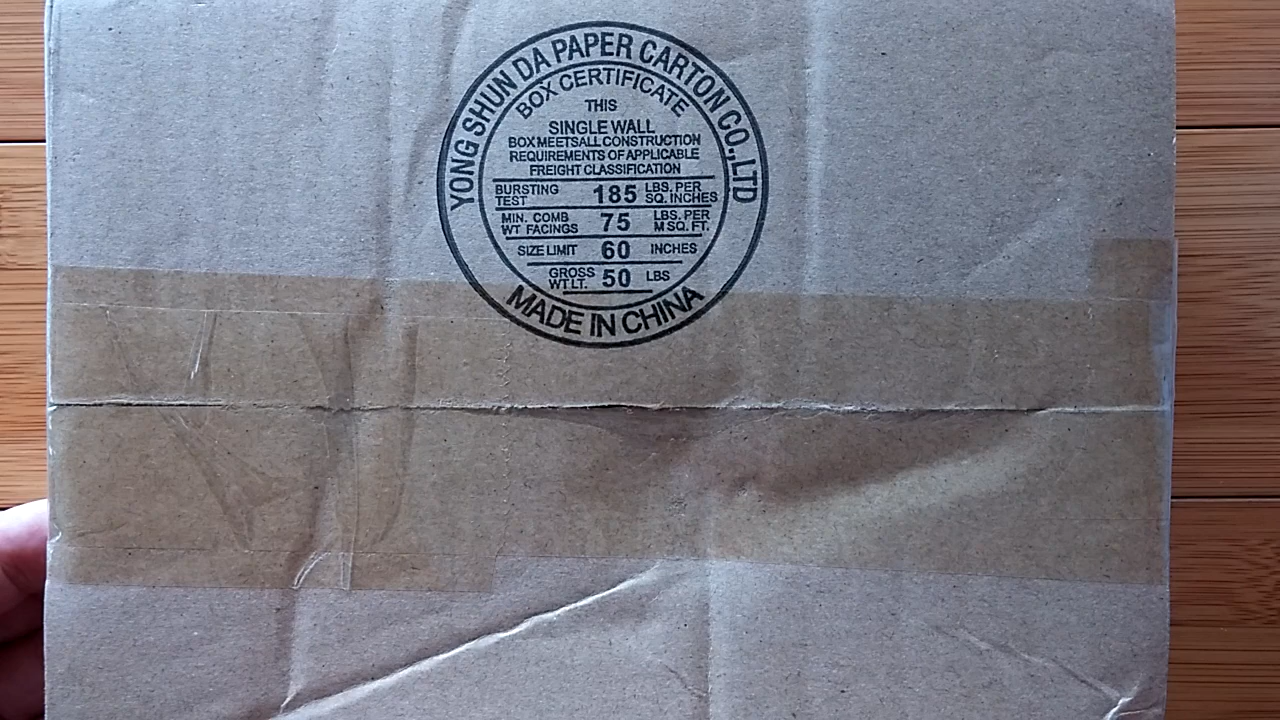 YONG SHUN DA PAPER CARTON CO.,LTD
BOX CERTIFICATE
THIS
SINGLE WALL
BOX MEETSALL CONSTRUCTION
REQUIREMENTS OF APPLICABLE
FREIGHT CLASSIFICATION
BURSTING TEST 185 LBS. PER SQ. INCHES
MIN. COMB WT FACINGS 75 LBS. PER M SQ. FT.
SIZE LIMIT 60 INCHES
GROSS WT LT. 50 LBS
MADE IN CHINA